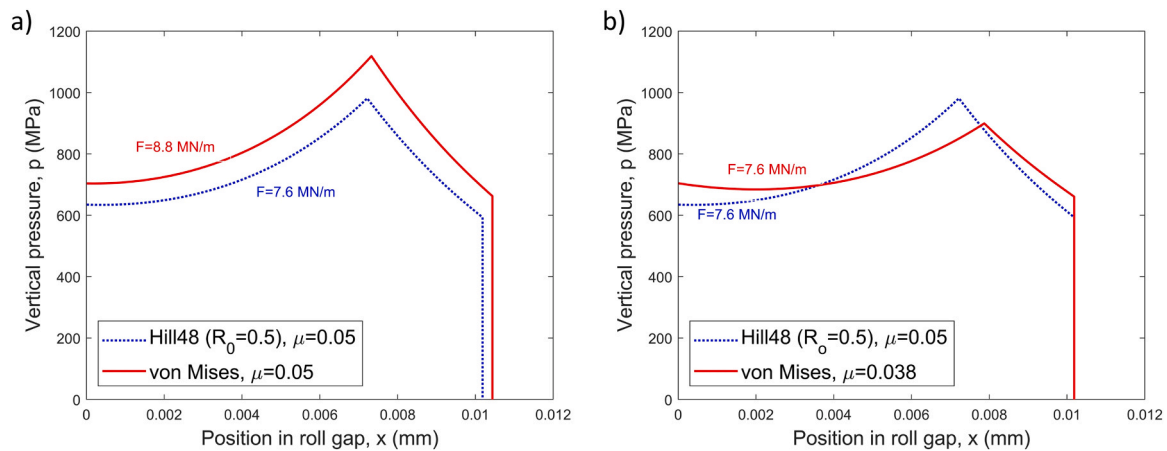 a)
1200
1000
800
600
400
200
0
Vertical pressure, p (MPa)
F=8.8 MN/m
F=7.6 MN/m
Hill48 (R0=0.5), μ=0.05
von Mises, μ=0.05
0 0.002 0.004 0.006 0.008 0.01 0.012
Position in roll gap, x (mm)
b)
1200
1000
800
600
400
200
0
Vertical pressure, p (MPa)
F=7.6 MN/m
F=7.6 MN/m
Hill48 (Ro=0.5), μ=0.05
von Mises, μ=0.038
0 0.002 0.004 0.006 0.008 0.01 0.012
Position in roll gap, x (mm)